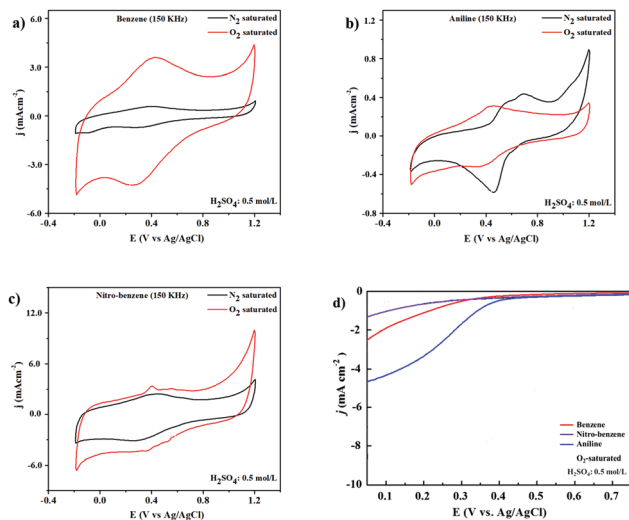 a)
Benzene (150 KHz)
N2 saturated
O2 saturated
j (mAcm-2)
3.0
0.0
-3.0
-6.0
6.0
0.0
0.4
0.8
1.2
H2SO4: 0.5 mol/L
E (V vs Ag/AgCl)
b)
Aniline (150 KHz)
N2 saturated
O2 saturated
j (mAcm-2)
1.2
0.8
0.4
0.0
-0.4
-0.8
0.0
0.4
0.8
1.2
H2SO4: 0.5 mol/L
E (V vs Ag/AgCl)
c)
Nitro-benzene (150 KHz)
N2 saturated
O2 saturated
j (mAcm-2)
12.0
6.0
0.0
-6.0
-0.4
0.0
0.4
0.8
1.2
H2SO4: 0.5 mol/L
E (V vs Ag/AgCl)
d)
j (mA cm-2)
0
-2
-4
-6
-8
-10
0.1
0.2
0.3
0.4
0.5
0.6
0.7
Benzene
Nitro-benzene
Aniline
O2-saturated
H2SO4: 0.5 mol/L
E (V vs. Ag/AgCl)